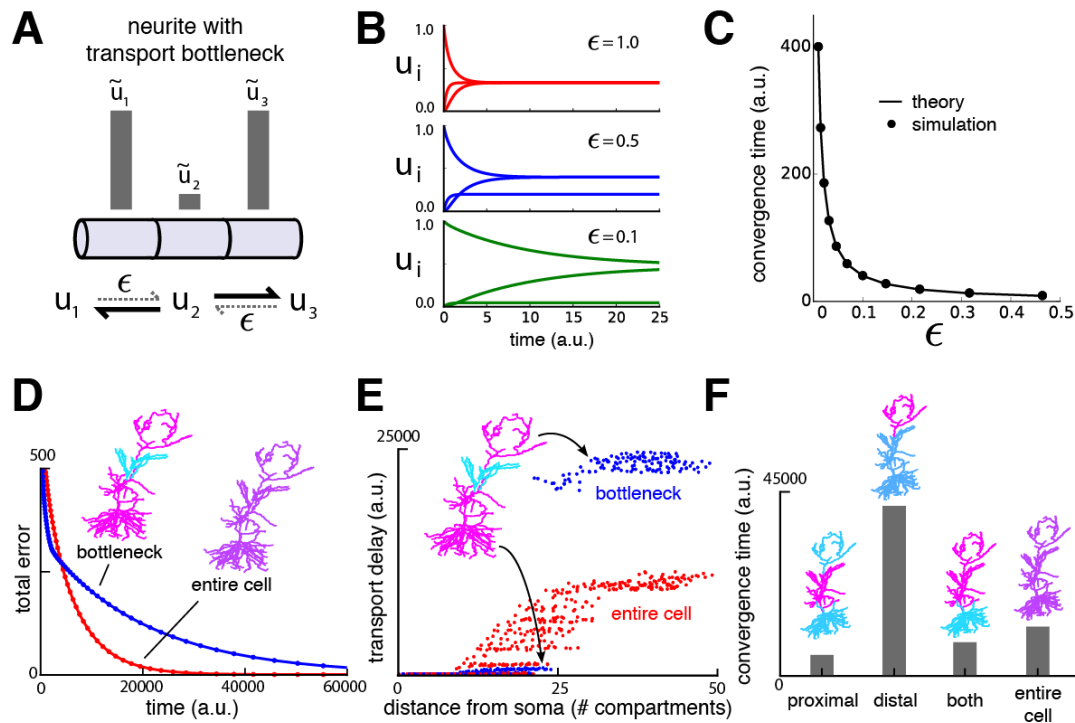 A
neurite with
transport bottleneck
ũ₁
ũ₂
ũ₃
ϵ
u₁
u₂
u₃
ϵ
B
uᵢ
1.0
0.0
ϵ=1.0
uᵢ
1.0
0.0
ϵ=0.5
uᵢ
1.0
0.0
ϵ=0.1
0 5 10 15 20 25
time (a.u.)
C
convergence time (a.u.)
400
200
0
theory
simulation
0 0.1 0.2 0.3 0.4 0.5
ϵ
D
total error
500
0
bottleneck
entire cell
0 20000 40000 60000
time (a.u.)
E
transport delay (a.u.)
25000
bottleneck
entire cell
0 25 50
distance from soma (# compartments)
F
convergence time (a.u.)
45000
0
proximal
distal
both
entire
cell